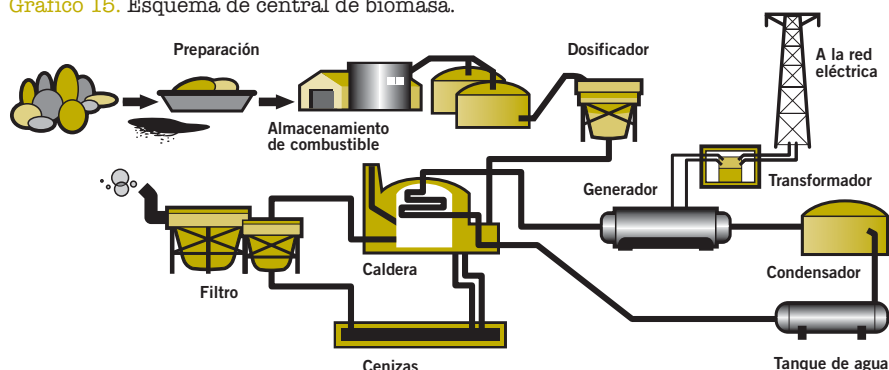 Gráfico 15. Esquema de central de biomasa.
Preparación
Dosificador
A la red
eléctrica
Almacenamiento
de combustible
Generador
Transformador
Filtro
Caldera
Condensador
Cenizas
Tanque de agua